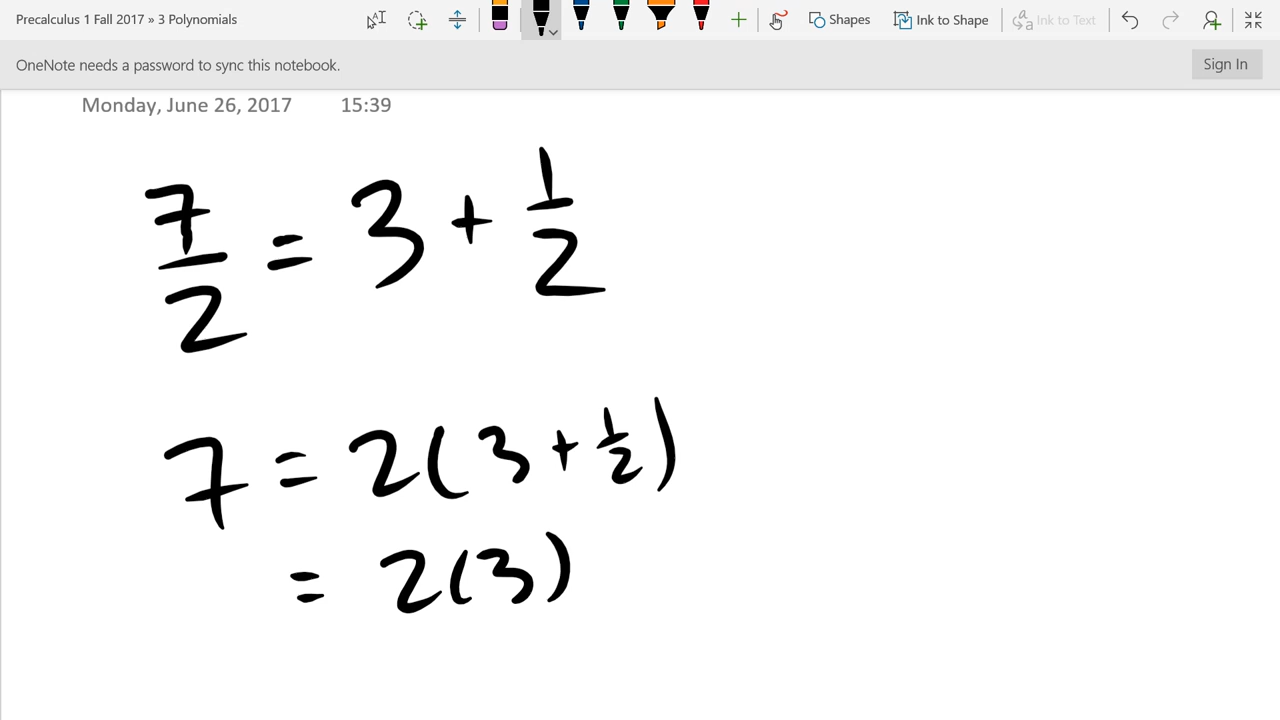 Precalculus 1 Fall 2017 » 3 Polynomials
Shapes
Ink to Shape
Ink to Text
OneNote needs a password to sync this notebook.
Sign In
Monday, June 26, 2017 15:39
7/2 = 3 + 1/2
7 = 2(3 + 1/2)
= 2(3)